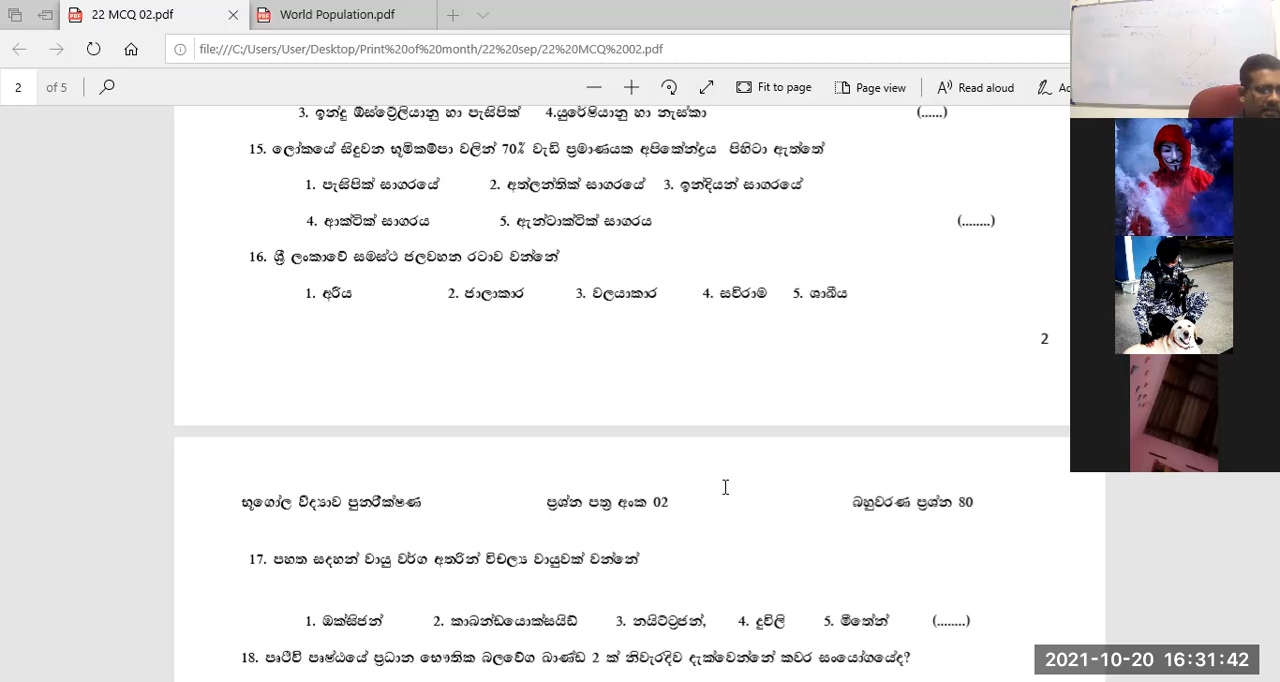 22 MCQ 02.pdf
World Population.pdf
file:///C:/Users/User/Desktop/Print%20of%20month/22%20sep/22%20MCQ%2002.pdf
2 of 5 Fit to page Page view Read aloud
3. ඉන්දු ඕස්ට්‍රේලියානු හා පැසිපික් 4.යුරේෂියානු හා නැස්කා (......)
15. ලෝකයේ සිදුවන භූමිකම්පා වලින් 70% වැඩි ප්‍රමාණයක අපිකේන්ද්‍රය පිහිටා ඇත්තේ
1. පැසිපික් සාගරයේ 2. අත්ලන්තික් සාගරයේ 3. ඉන්දියන් සාගරයේ
4. ආක්ටික් සාගරය 5. ඇන්ටාක්ටික් සාගරය (........)
16. ශ්‍රී ලංකාවේ සමස්ථ ජලවහන රටාව වන්නේ
1. අරීය 2. ජාලාකාර 3. වලයාකාර 4. සවිරාම 5. ශාඛීය
2
භූගෝල විද්‍යාව පුනරීක්ෂණ ප්‍රශ්න පත්‍ර අංක 02 බහුවරණ ප්‍රශ්න 80
17. පහත සදහන් වායු වර්ග අතරින් විචල්‍ය වායුවක් වන්නේ
1. ඔක්සිජන් 2. කාබන්ඩයොක්සයිඩ් 3. නයිට්‍රජන්, 4. දුවිලි 5. මීතේන් (........)
18. පෘථිවි පෘෂ්ඨයේ ප්‍රධාන භෞතික බලවේග ඛාණ්ඩ 2 ක් නිවැරදිව දැක්වෙන්නේ කවර සංයෝගයේද?
2021-10-20 16:31:42